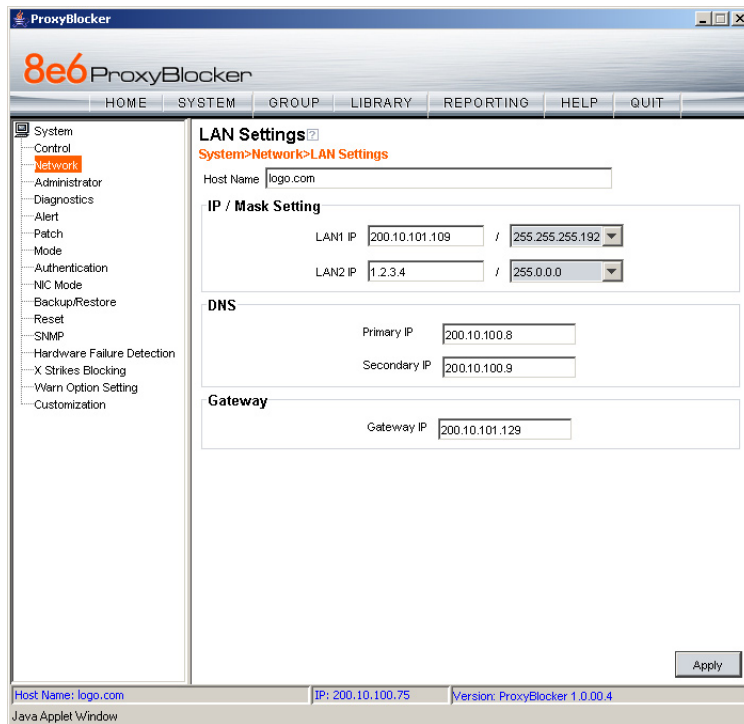 ProxyBlocker
8e6 ProxyBlocker
HOME SYSTEM GROUP LIBRARY REPORTING HELP QUIT
System
Control
Network
Administrator
Diagnostics
Alert
Patch
Mode
Authentication
NIC Mode
Backup/Restore
Reset
SNMP
Hardware Failure Detection
X Strikes Blocking
Warn Option Setting
Customization
LAN Settings ?
System>Network>LAN Settings
Host Name logo.com
IP / Mask Setting
LAN1 IP 200.10.101.109 / 255.255.255.192
LAN2 IP 1.2.3.4 / 255.0.0.0
DNS
Primary IP 200.10.100.8
Secondary IP 200.10.100.9
Gateway
Gateway IP 200.10.101.129
Apply
Host Name: logo.com IP: 200.10.100.75 Version: ProxyBlocker 1.0.00.4
Java Applet Window